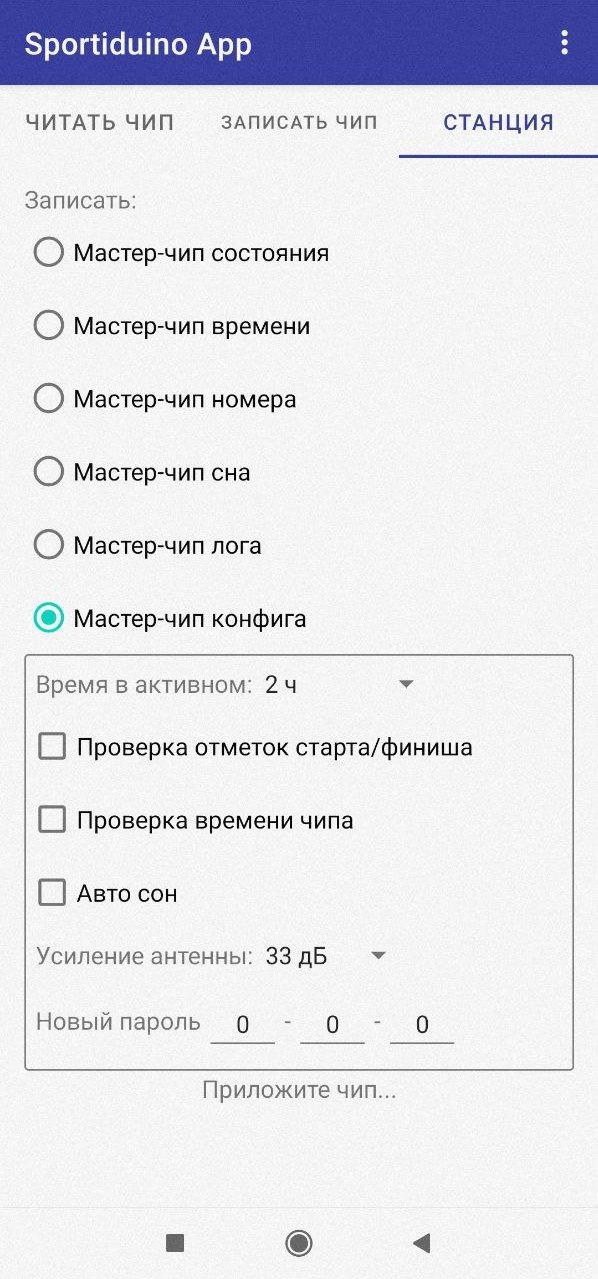 Sportiduino App
ЧИТАТЬ ЧИП ЗАПИСАТЬ ЧИП СТАНЦИЯ
Записать:
Мастер-чип состояния
Мастер-чип времени
Мастер-чип номера
Мастер-чип сна
Мастер-чип лога
Мастер-чип конфига
Время в активном: 2 ч
Проверка отметок старта/финиша
Проверка времени чипа
Авто сон
Усиление антенны: 33 дБ
Новый пароль 0 - 0 - 0
Приложите чип...